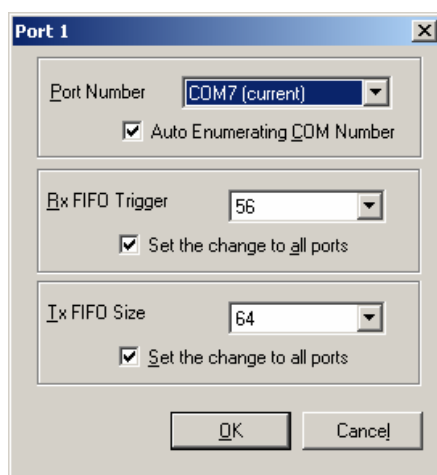 Port 1
Port Number COM7 (current)
Auto Enumerating COM Number
Rx FIFO Trigger 56
Set the change to all ports
Tx FIFO Size 64
Set the change to all ports
OK Cancel